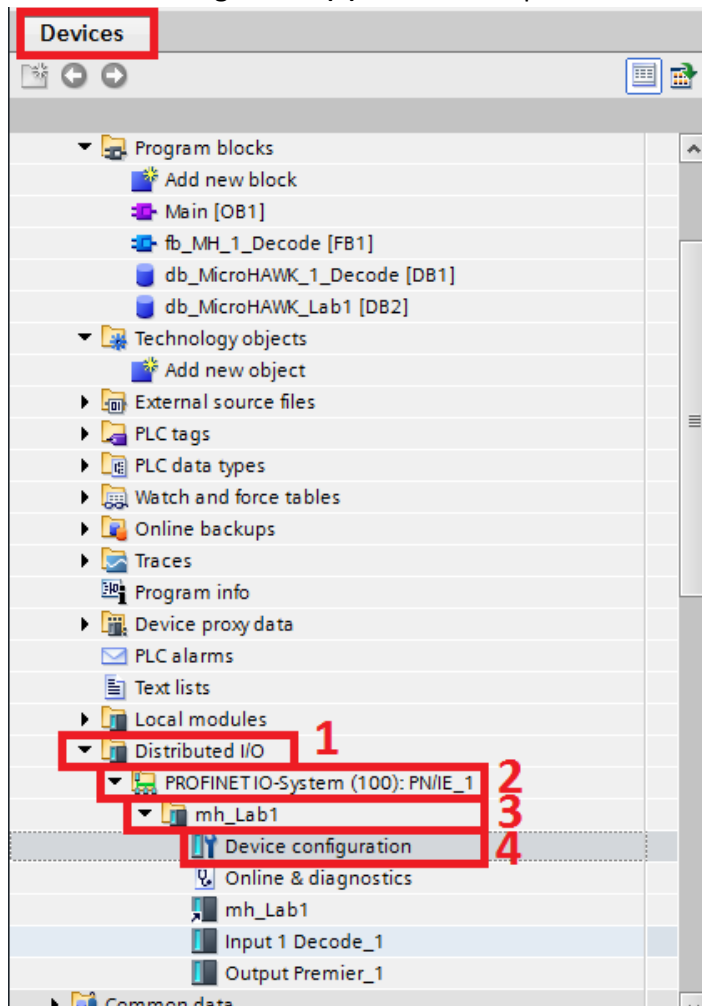 Devices
Program blocks
Add new block
Main [OB1]
fb_MH_1_Decode [FB1]
db_MicroHAWK_1_Decode [DB1]
db_MicroHAWK_Lab1 [DB2]
Technology objects
Add new object
External source files
PLC tags
PLC data types
Watch and force tables
Online backups
Traces
Program info
Device proxy data
PLC alarms
Text lists
Local modules
Distributed I/O 1
PROFINET IO-System (100): PN/IE_1 2
mh_Lab1 3
Device configuration 4
Online & diagnostics
mh_Lab1
Input 1 Decode_1
Output Premier_1
Common data